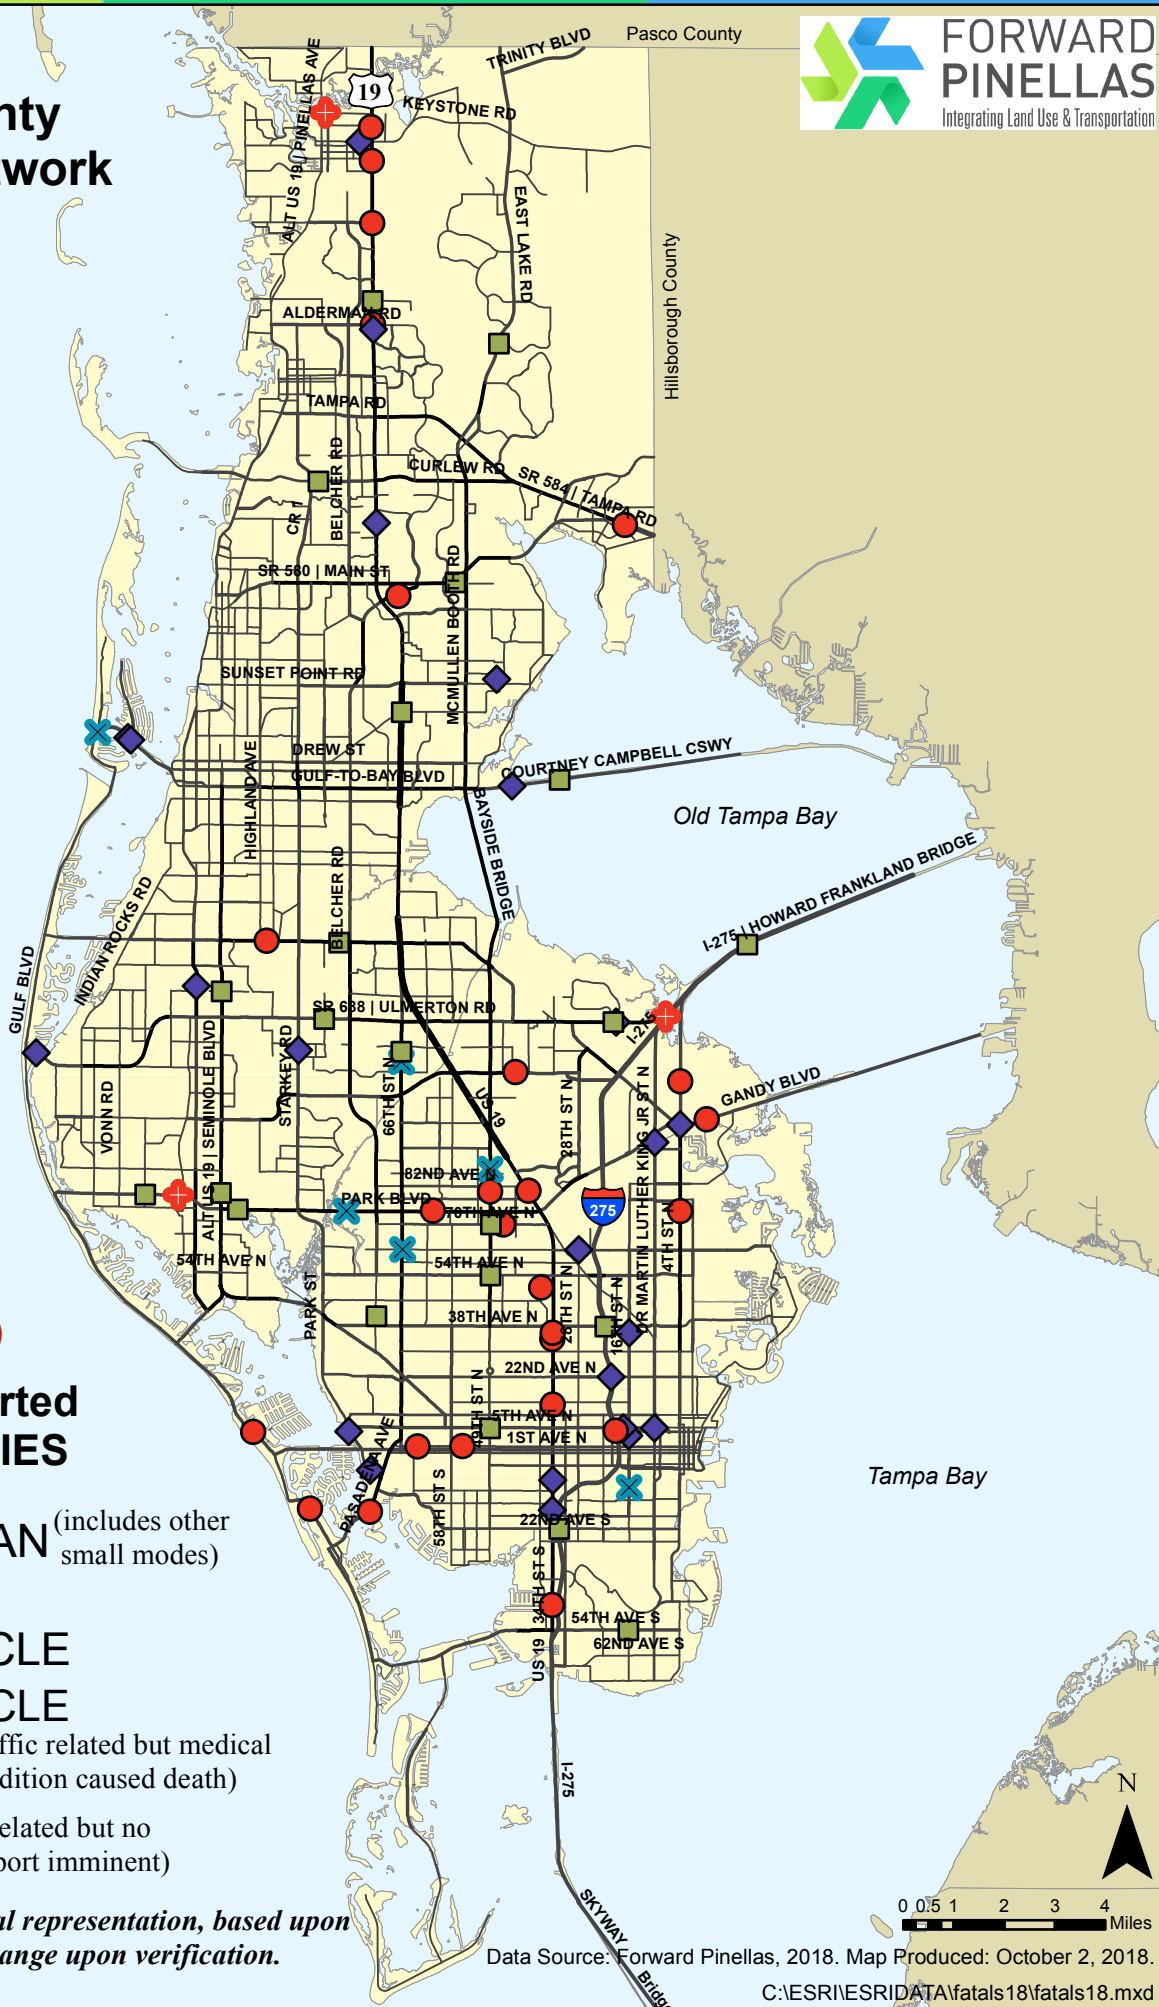 Pasco County
FORWARD
PINELLAS
Integrating Land Use & Transportation
TRINITY BLVD
19
KEYSTONE RD
ALT US 19 | PINELLAS AVE
nty
work
EAST LAKE RD
Hillsborough County
ALDERMAN RD
TAMPA RD
BELCHER RD
CURLEW RD
SR 584 | TAMPA RD
CR 1
SR 580 | MAIN ST
MCMULLEN BOOTH RD
SUNSET POINT RD
DREW ST
GULF-TO-BAY BLVD
COURTNEY CAMPBELL CSWY
HIGHLAND AVE
Old Tampa Bay
BAYSIDE BRIDGE
BELCHER RD
I-275 | HOWARD FRANKLAND BRIDGE
INDIAN ROCKS RD
GULF BLVD
SR 688 | ULMERTON RD
I-275
STARKEY RD
66TH ST N
US 19
GANDY BLVD
VONN RD
ALT US 19 | SEMINOLE BLVD
28TH ST N
DR MARTIN LUTHER KING JR ST N
82ND AVE N
PARK BLVD
70TH AVE N
275
4TH ST N
54TH AVE N
54TH AVE N
PARK ST
28TH ST N
16TH ST N
38TH AVE N
22ND AVE N
49TH ST N
5TH AVE N
1ST AVE N
rted
IES
PASADENA AVE
58TH ST S
Tampa Bay
AN (includes other
small modes)
22ND AVE S
US 19
34TH ST S
54TH AVE S
62ND AVE S
CLE
CLE
ffic related but medical
dition caused death)
I-275
N
elated but no
port imminent)
SKYWAY
Bridge
0 0.5 1 2 3 4
Miles
al representation, based upon
ange upon verification.
Data Source: Forward Pinellas, 2018. Map Produced: October 2, 2018.
C:\ESRI\ESRIDATA\fatals18\fatals18.mxd